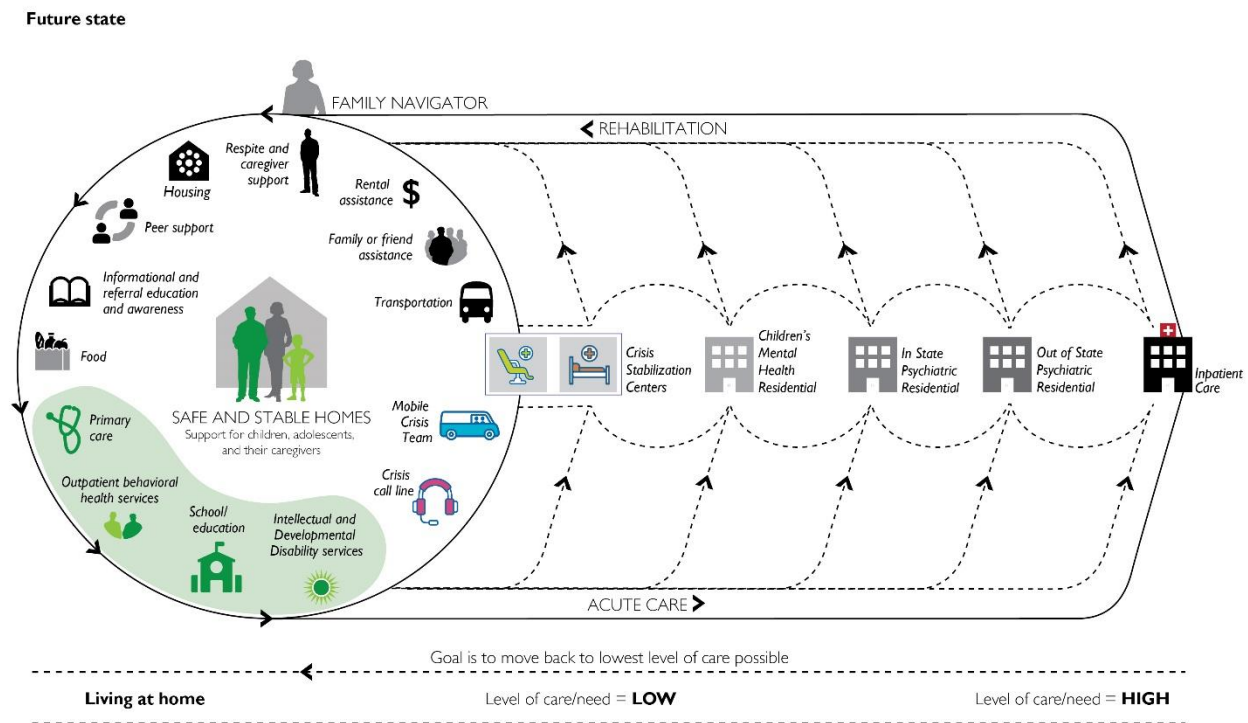 Future state
FAMILY NAVIGATOR
REHABILITATION
Respite and
caregiver
support
Housing
Rental
assistance
$
Peer support
Family or friend
assistance
Informational and
referral education
and awareness
Transportation
Food
Crisis
Stabilization
Centers
Children's
Mental
Health
Residential
In State
Psychiatric
Residential
Out of State
Psychiatric
Residential
Inpatient
Care
SAFE AND STABLE HOMES
Support for children, adolescents,
and their caregivers
Primary
care
Mobile
Crisis
Team
Outpatient behavioral
health services
Crisis
call line
School/
education
Intellectual and
Developmental
Disability services
ACUTE CARE
Goal is to move back to lowest level of care possible
Living at home
Level of care/need = LOW
Level of care/need = HIGH